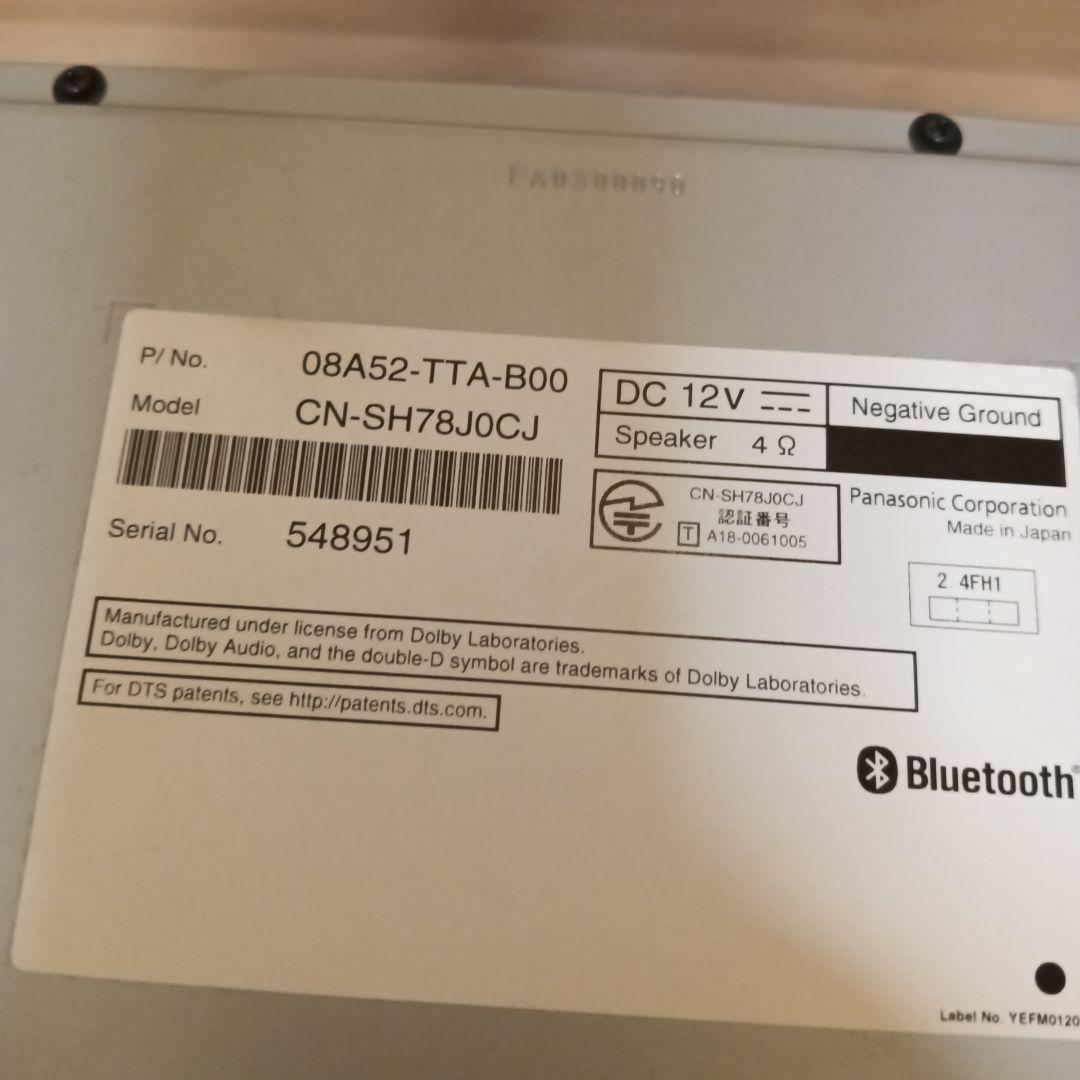 P/ No. 08A52-TTA-B00
Model CN-SH78J0CJ
Serial No. 548951
DC 12V
Negative Ground
Speaker 4 Ω
CN-SH78J0CJ
認証番号
T A18-0061005
Panasonic Corporation
Made in Japan
2.4FH1
Manufactured under license from Dolby Laboratories.
Dolby, Dolby Audio, and the double-D symbol are trademarks of Dolby Laboratories.
For DTS patents, see http://patents.dts.com.
Bluetooth®
Label No. YEFM0120